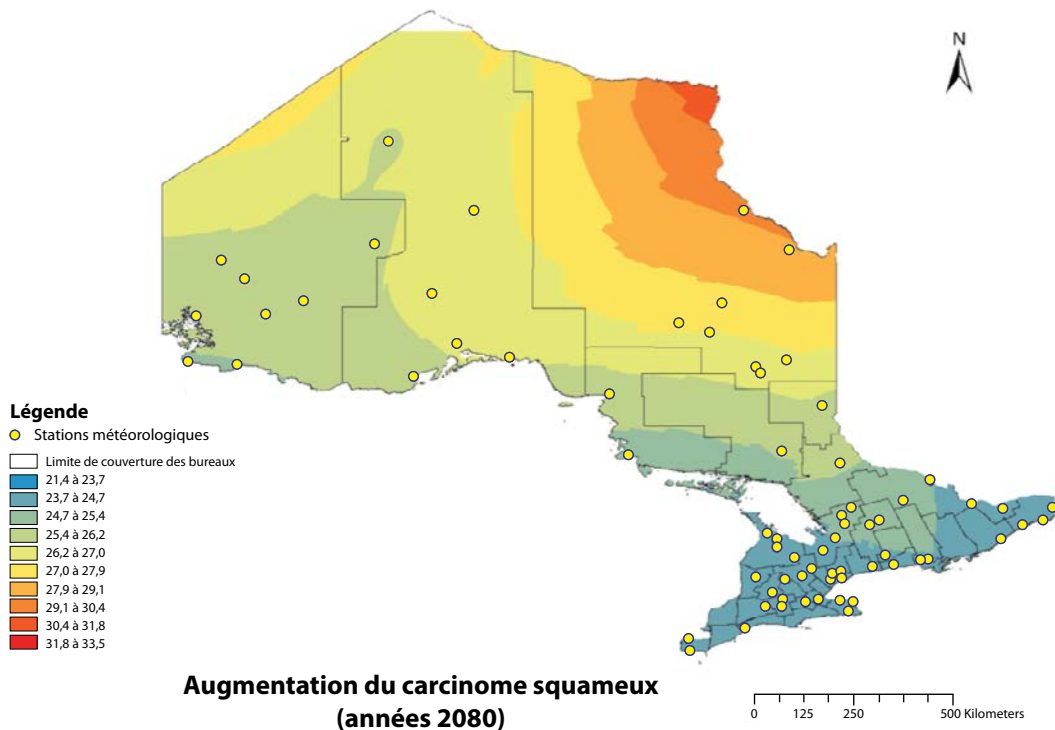 N
Légende
Stations météorologiques
Limite de couverture des bureaux
21,4 à 23,7
23,7 à 24,7
24,7 à 25,4
25,4 à 26,2
26,2 à 27,0
27,0 à 27,9
27,9 à 29,1
29,1 à 30,4
30,4 à 31,8
31,8 à 33,5
Augmentation du carcinome squameux
(années 2080)
0 125 250 500 Kilometers